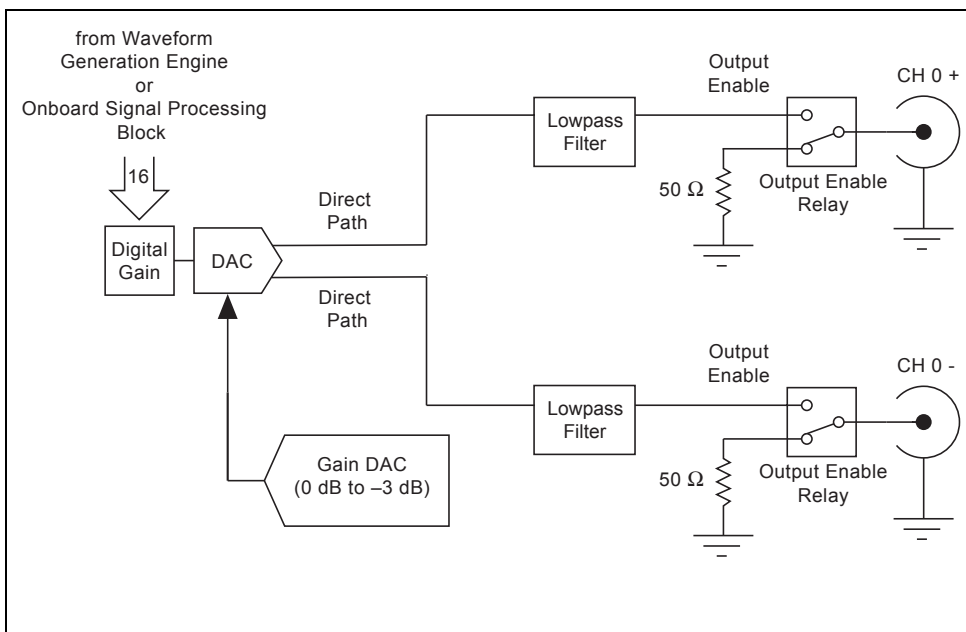 from Waveform
Generation Engine
or
Onboard Signal Processing
Block
16
Digital
Gain
DAC
Direct
Path
Direct
Path
Gain DAC
(0 dB to –3 dB)
Lowpass
Filter
Output
Enable
CH 0 +
50 Ω
Output Enable
Relay
Lowpass
Filter
Output
Enable
CH 0 -
50 Ω
Output Enable
Relay